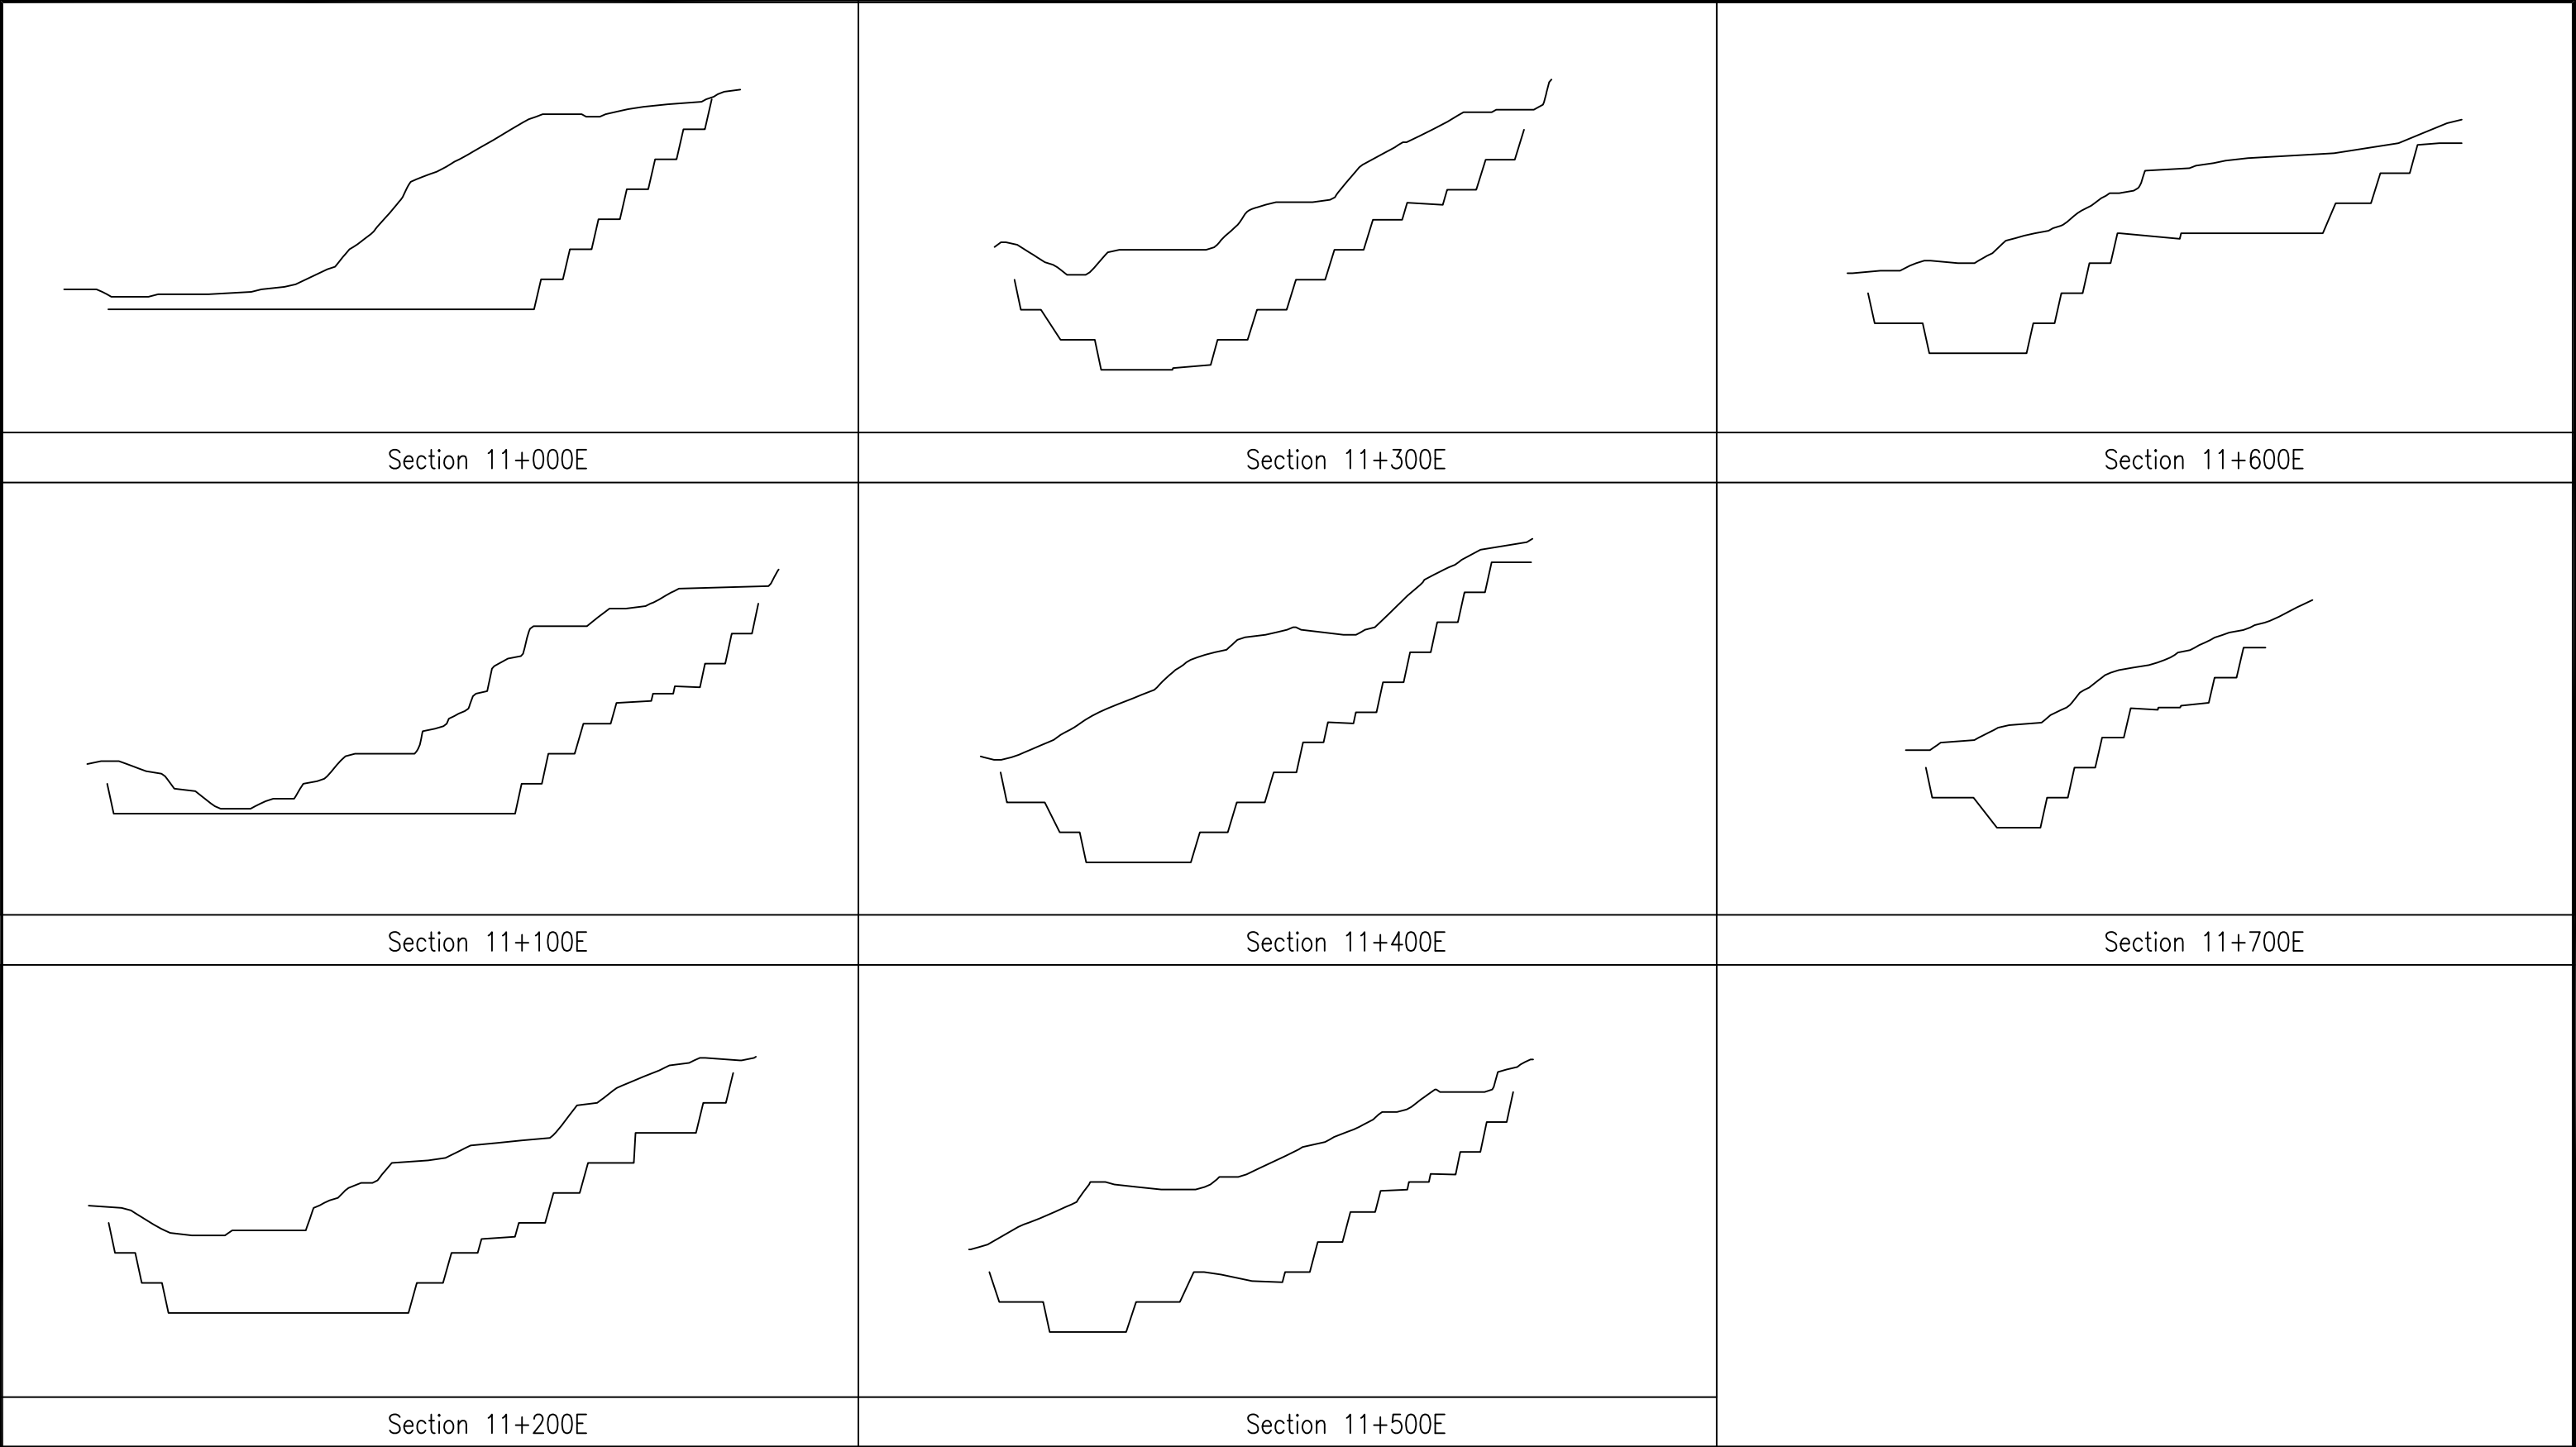 Section 11+000E
Section 11+300E
Section 11+600E
Section 11+100E
Section 11+400E
Section 11+700E
Section 11+200E
Section 11+500E